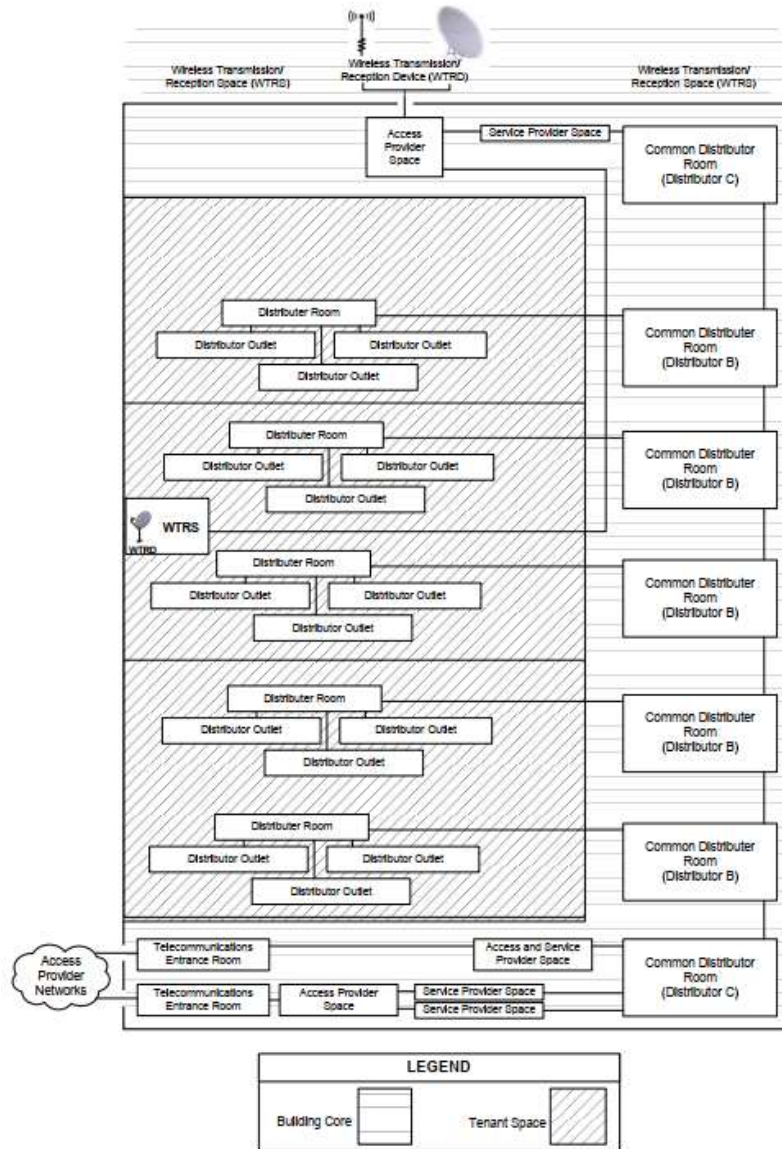 Wireless Transmission/
Reception Space (WTRS)
Wireless Transmission/
Reception Device (WTRD)
Wireless Transmission/
Reception Space (WTRS)
Access
Provider
Space
Service Provider Space
Common Distributor
Room
(Distributor C)
Distributer Room
Distributor Outlet
Distributor Outlet
Distributor Outlet
Common Distributer
Room
(Distributor B)
Distributer Room
Distributor Outlet
Distributor Outlet
Distributor Outlet
Common Distributer
Room
(Distributor B)
WTRS
WTRD
Distributer Room
Distributor Outlet
Distributor Outlet
Distributor Outlet
Common Distributer
Room
(Distributor B)
Distributer Room
Distributor Outlet
Distributor Outlet
Distributor Outlet
Common Distributer
Room
(Distributor B)
Distributer Room
Distributor Outlet
Distributor Outlet
Distributor Outlet
Common Distributer
Room
(Distributor B)
Access
Provider
Networks
Telecommunications
Entrance Room
Access and Service
Provider Space
Common Distributor
Room
(Distributor C)
Telecommunications
Entrance Room
Access Provider
Space
Service Provider Space
Service Provider Space
LEGEND
Building Core
Tenant Space